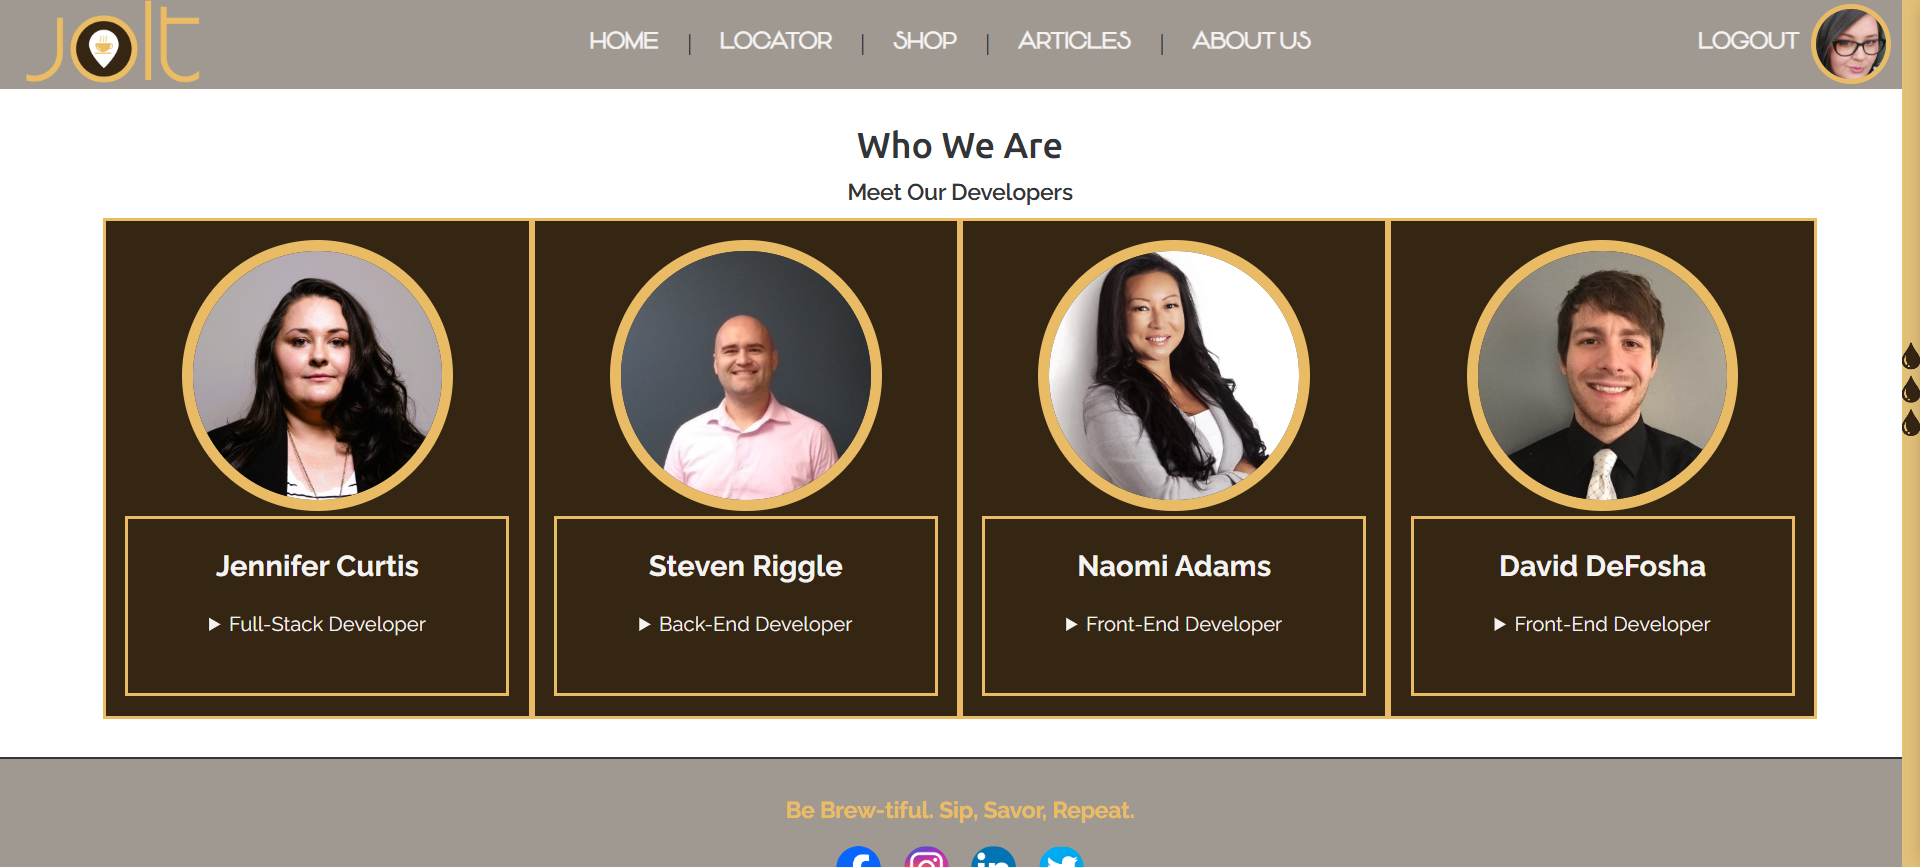 jolt
HOME | LOCATOR | SHOP | ARTICLES | ABOUT US
LOGOUT
Who We Are
Meet Our Developers
Jennifer Curtis
Full-Stack Developer
Steven Riggle
Back-End Developer
Naomi Adams
Front-End Developer
David DeFosha
Front-End Developer
Be Brew-tiful. Sip, Savor, Repeat.
f
in